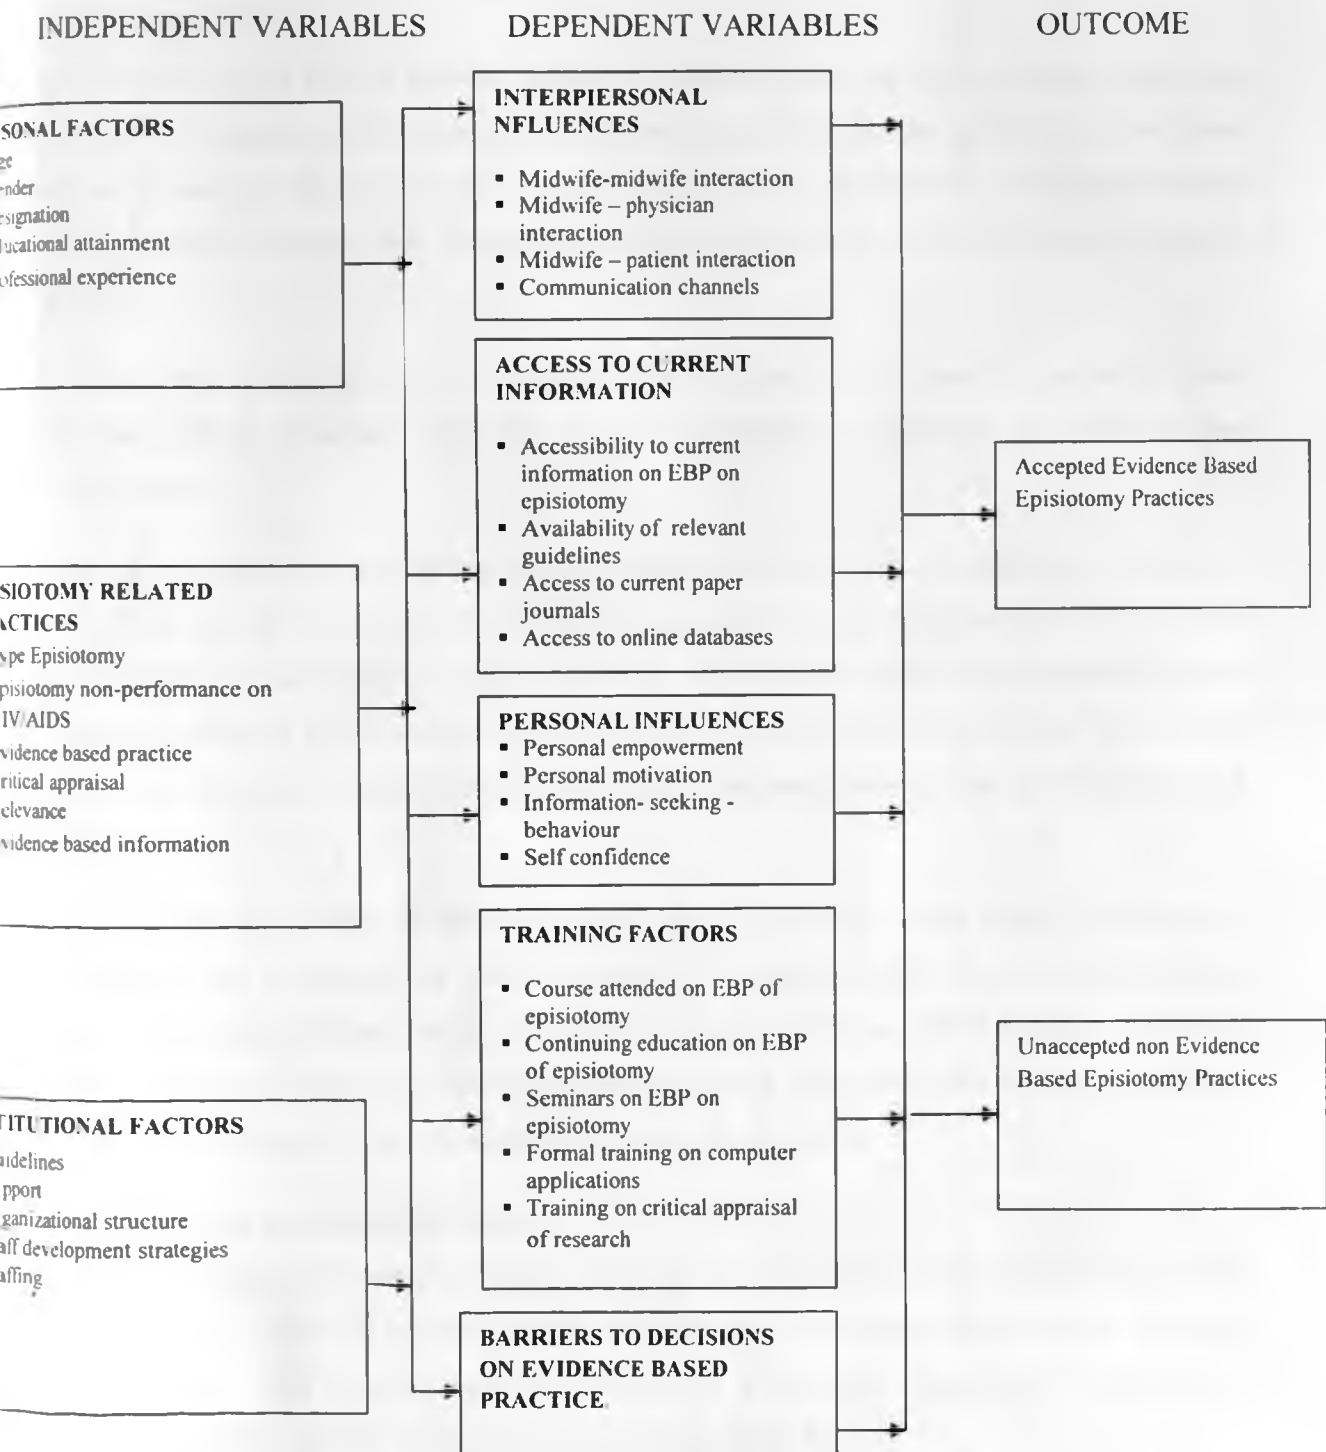 INDEPENDENT VARIABLES
DEPENDENT VARIABLES
OUTCOME
SONAL FACTORS
ge
ender
esignation
ucational attainment
ofessional experience
SIOTOMY RELATED
ACTICES
ype Episiotomy
pisiotomy non-performance on
IV/AIDS
vidence based practice
ritical appraisal
elevance
vidence based information
TITUTIONAL FACTORS
uidelines
pport
ganizational structure
aff development strategies
affing
INTERPIERSONAL
NFLUENCES
▪ Midwife-midwife interaction
▪ Midwife – physician
interaction
▪ Midwife – patient interaction
▪ Communication channels
ACCESS TO CURRENT
INFORMATION
▪ Accessibility to current
information on EBP on
episiotomy
▪ Availability of relevant
guidelines
▪ Access to current paper
journals
▪ Access to online databases
PERSONAL INFLUENCES
▪ Personal empowerment
▪ Personal motivation
▪ Information- seeking -
behaviour
▪ Self confidence
TRAINING FACTORS
▪ Course attended on EBP of
episiotomy
▪ Continuing education on EBP
of episiotomy
▪ Seminars on EBP on
episiotomy
▪ Formal training on computer
applications
▪ Training on critical appraisal
of research
BARRIERS TO DECISIONS
ON EVIDENCE BASED
PRACTICE
Accepted Evidence Based
Episiotomy Practices
Unaccepted non Evidence
Based Episiotomy Practices